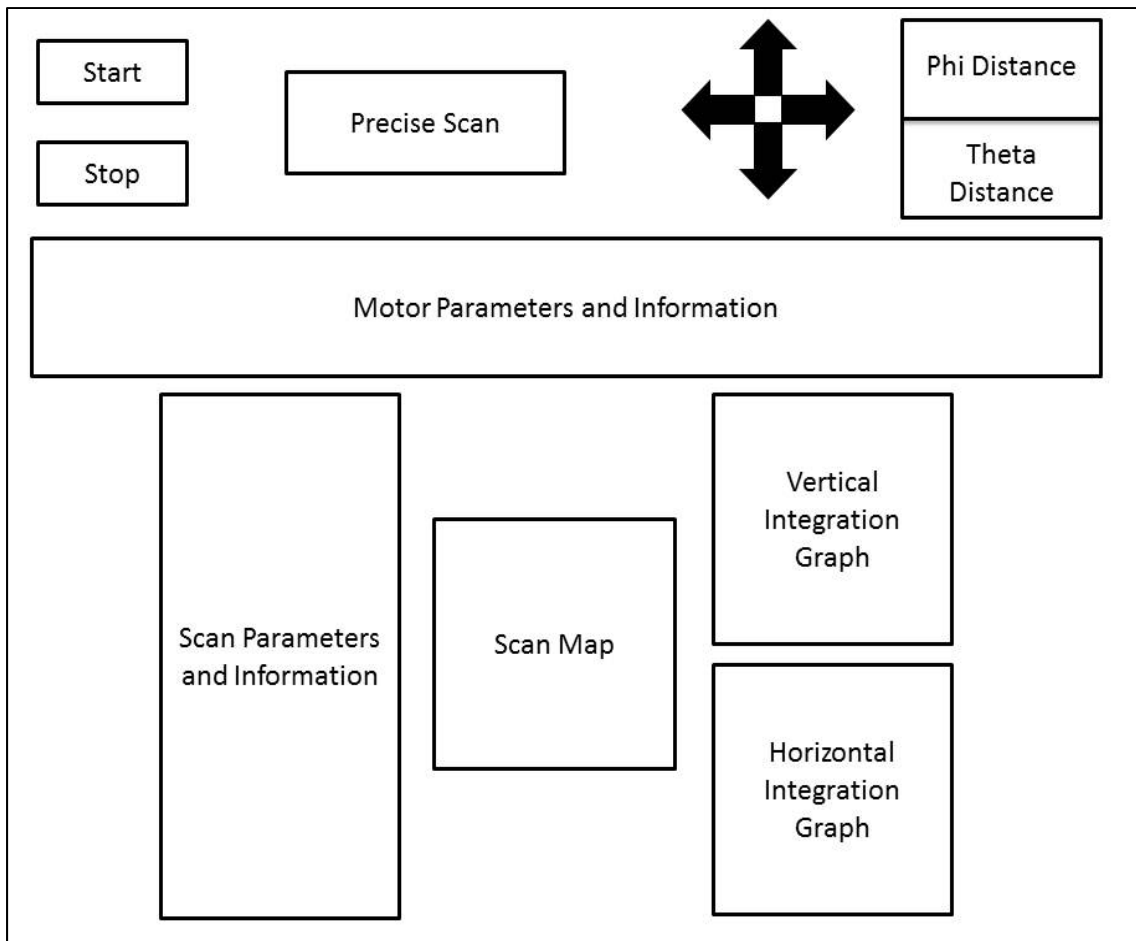 Start
Stop
Precise Scan
Phi Distance
Theta
Distance
Motor Parameters and Information
Scan Parameters
and Information
Scan Map
Vertical
Integration
Graph
Horizontal
Integration
Graph